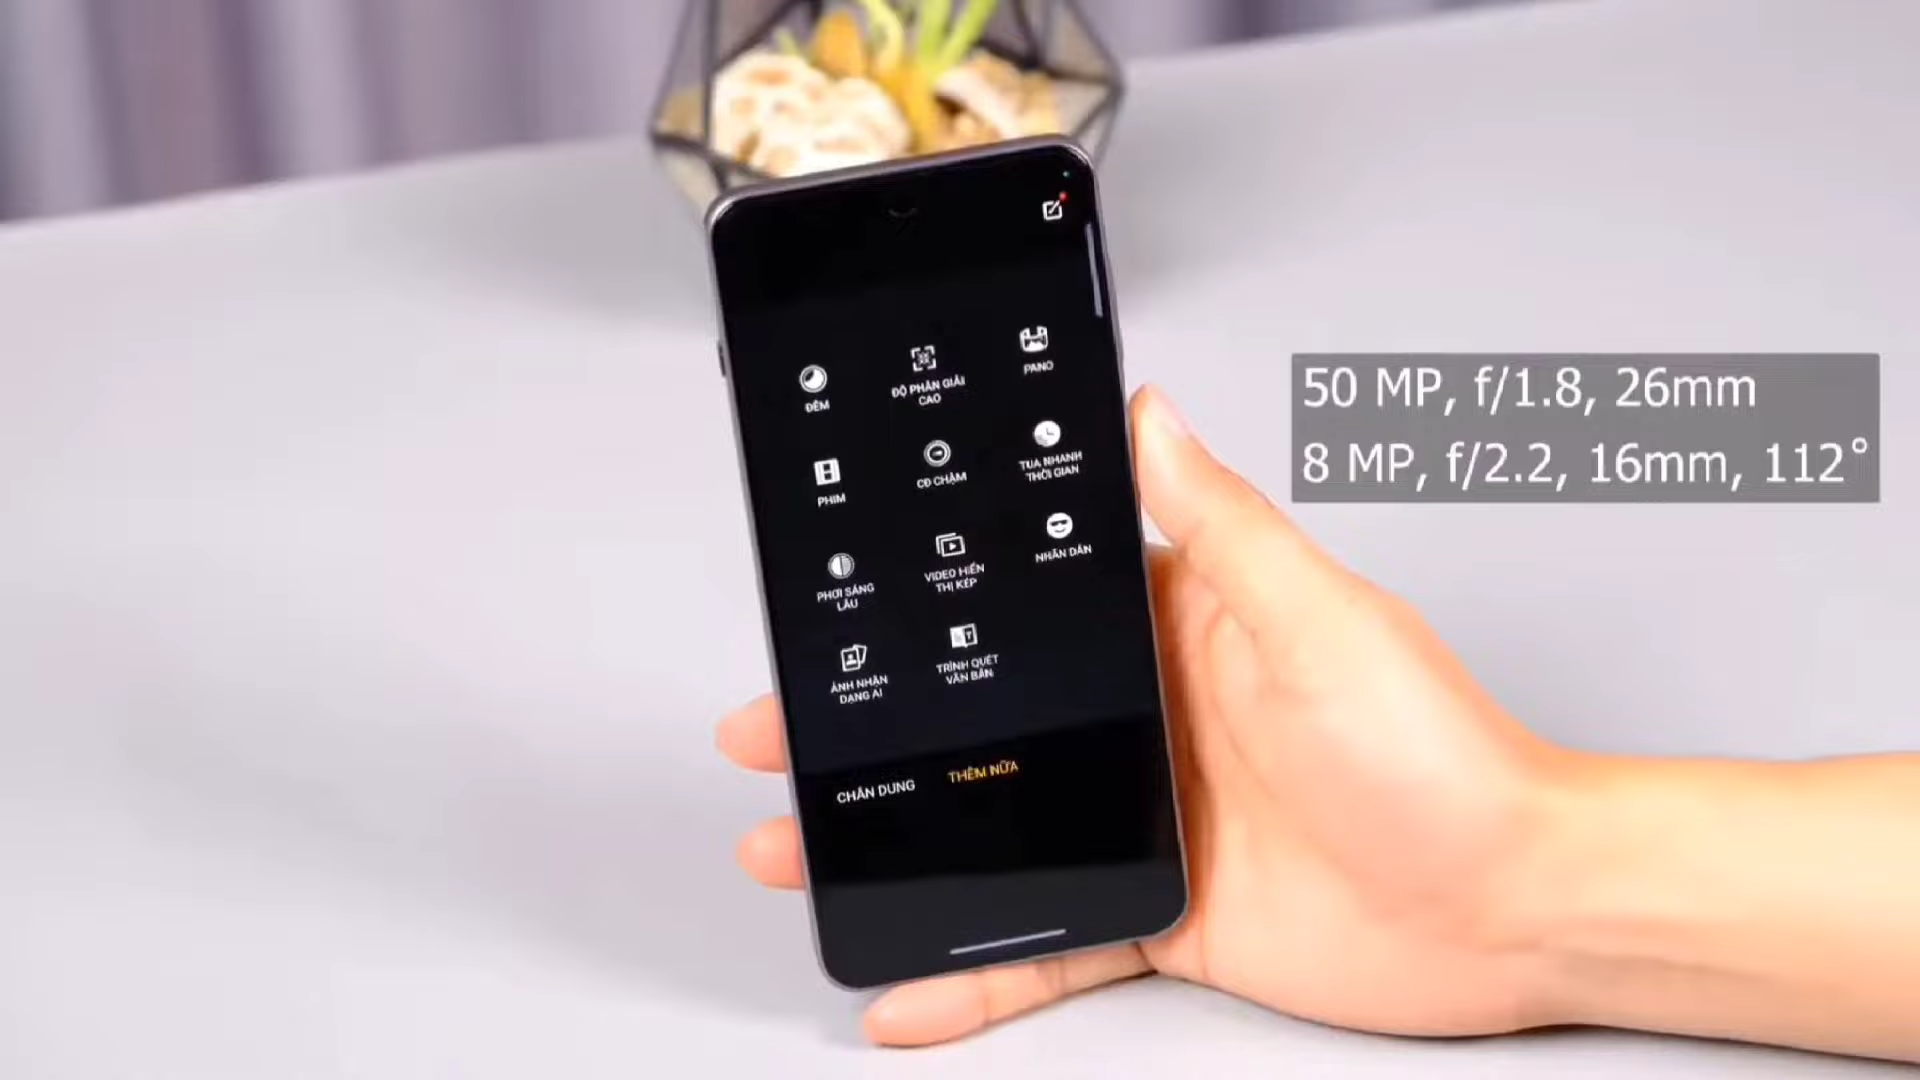 ĐÊM
ĐỘ PHÂN GIẢI
CAO
PANO
PHIM
CĐ CHẬM
TUA NHANH
THỜI GIAN
PHƠI SÁNG
LÂU
VIDEO HIỂN
THỊ KÉP
NHÃN DÁN
ẢNH NHẬN
DẠNG AI
TRÌNH QUÉT
VĂN BẢN
CHÂN DUNG
THÊM NỮA
50 MP, f/1.8, 26mm
8 MP, f/2.2, 16mm, 112°